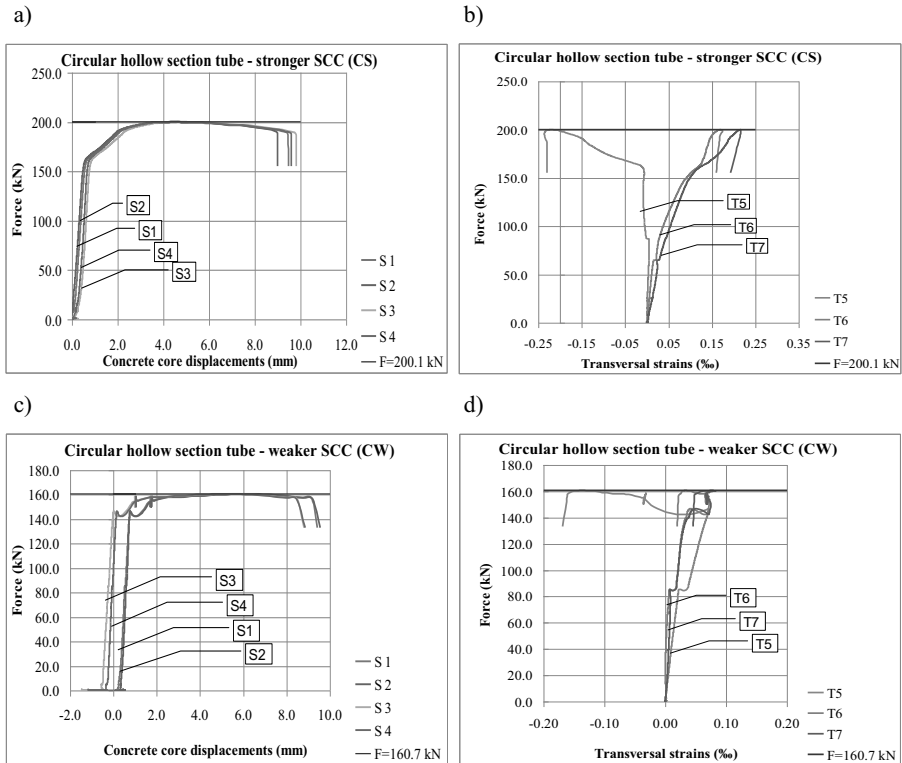 a)
Circular hollow section tube - stronger SCC (CS)
Force (kN)
250.0
200.0
150.0
100.0
50.0
0.0
0.0 2.0 4.0 6.0 8.0 10.0 12.0
Concrete core displacements (mm)
S2
S1
S4
S3
S 1
S 2
S 3
S 4
F=200.1 kN
b)
Circular hollow section tube - stronger SCC (CS)
Force (kN)
250.0
200.0
150.0
100.0
50.0
0.0
-0.25 -0.15 -0.05 0.05 0.15 0.25 0.35
Transversal strains (‰)
T5
T6
T7
T5
T6
T7
F=200.1 kN
c)
Circular hollow section tube - weaker SCC (CW)
Force (kN)
180.0
160.0
140.0
120.0
100.0
80.0
60.0
40.0
20.0
0.0
-2.0 0.0 2.0 4.0 6.0 8.0 10.0
Concrete core displacements (mm)
S3
S4
S1
S2
S 1
S 2
S 3
S 4
F=160.7 kN
d)
Circular hollow section tube - weaker SCC (CW)
Force (kN)
180.0
160.0
140.0
120.0
100.0
80.0
60.0
40.0
20.0
0.0
-0.20 -0.10 0.00 0.10 0.20
Transversal strains (‰)
T6
T7
T5
T5
T6
T7
F=160.7 kN